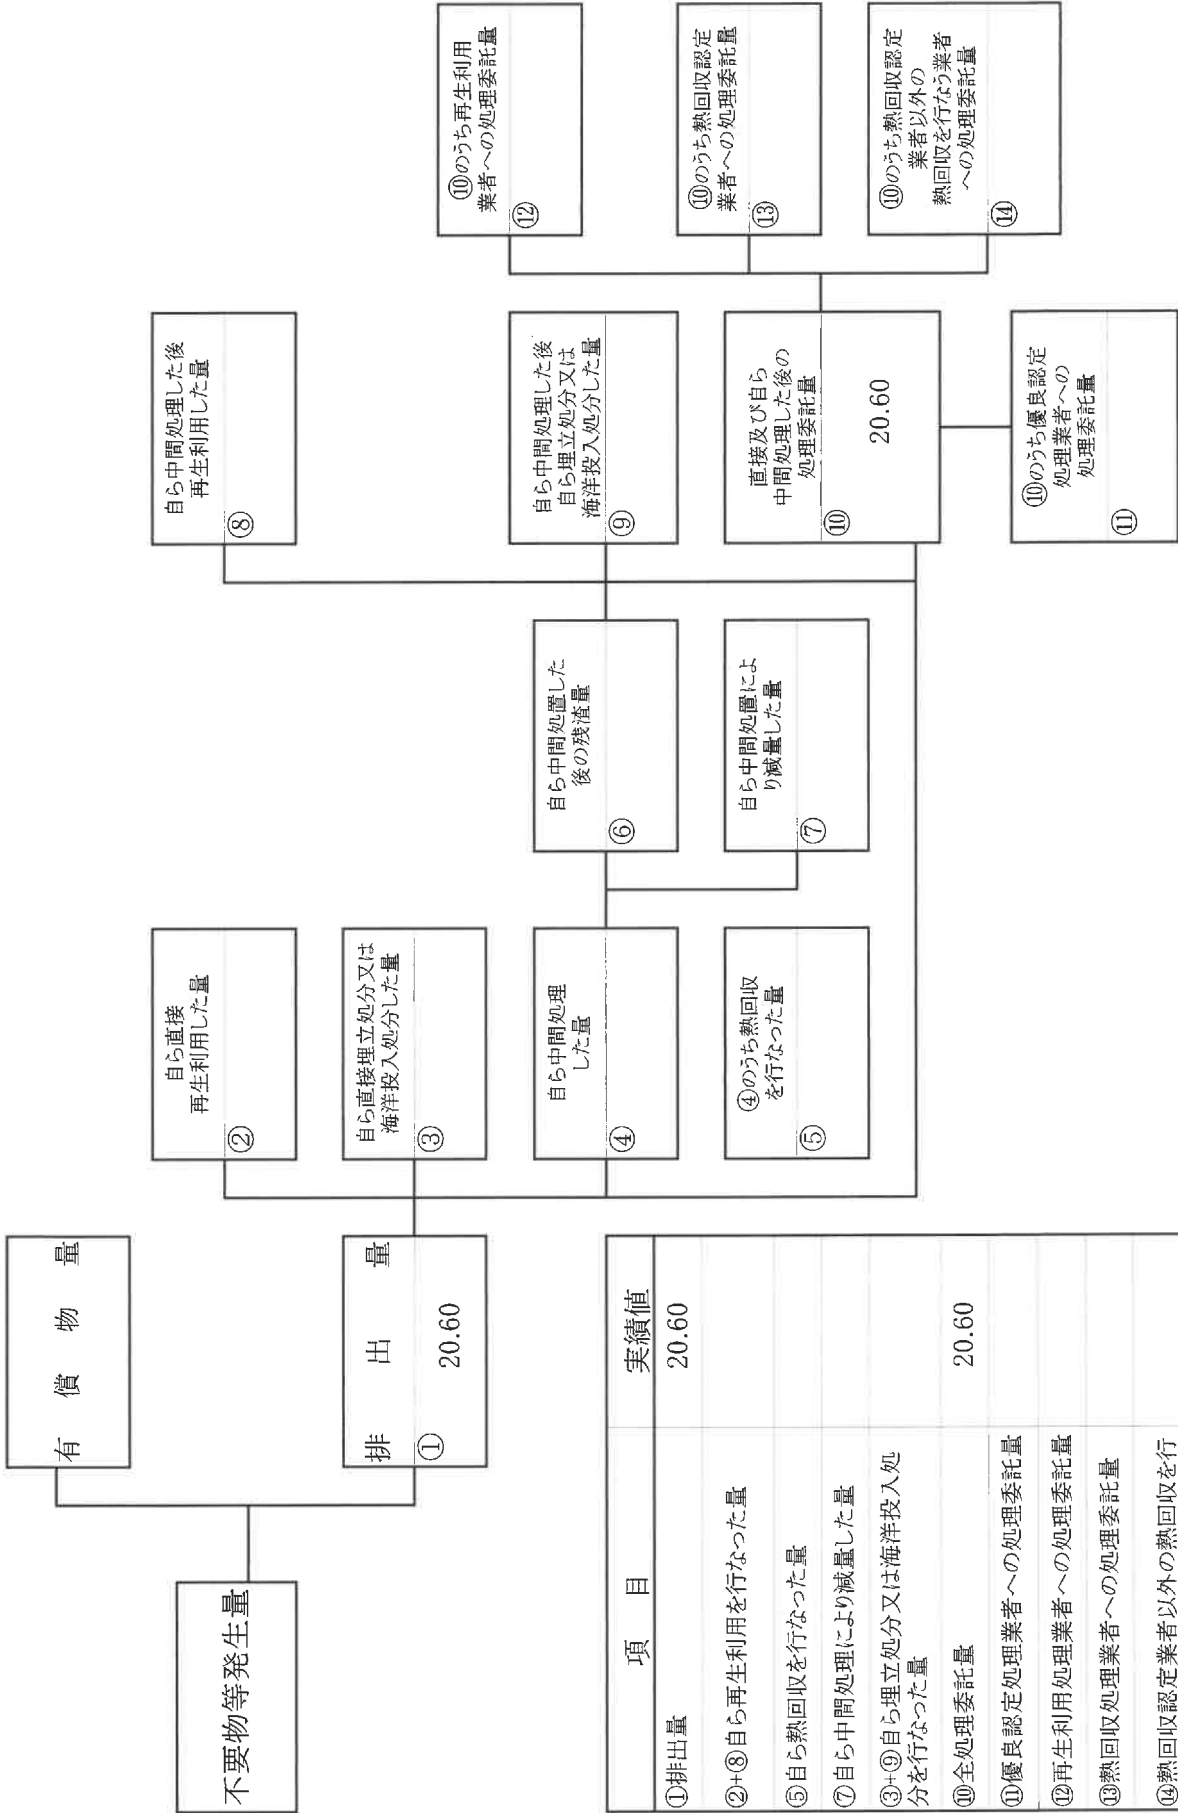 不要物等発生量
有償物量
排出量
①
20.60
自ら直接
再生利用した量
②
自ら直接埋立処分又は
海洋投入処分した量
③
自ら中間処理
した量
④
④のうち熱回収
を行なった量
⑤
自ら中間処置した
後の残渣量
⑥
自ら中間処置によ
り減量した量
⑦
自ら中間処理した後
再生利用した量
⑧
自ら中間処理した後
自ら埋立処分又は
海洋投入処分した量
⑨
直接及び自ら
中間処理した後の
処理委託量
⑩
20.60
⑩のうち優良認定
処理業者への
処理委託量
⑪
⑩のうち再生利用
業者への処理委託量
⑫
⑩のうち熱回収認定
業者への処理委託量
⑬
⑩のうち熱回収認定
業者以外の
熱回収を行なう業者
への処理委託量
⑭
項目 実績値
①排出量 20.60
②+⑧自ら再生利用を行なった量
⑤自ら熱回収を行なった量
⑦自ら中間処理により減量した量
③+⑨自ら埋立処分又は海洋投入処
分を行なった量
⑩全処理委託量 20.60
⑪優良認定処理業者への処理委託量
⑫再生利用処理業者への処理委託量
⑬熱回収処理業者への処理委託量
⑭熱回収認定業者以外の熱回収を行